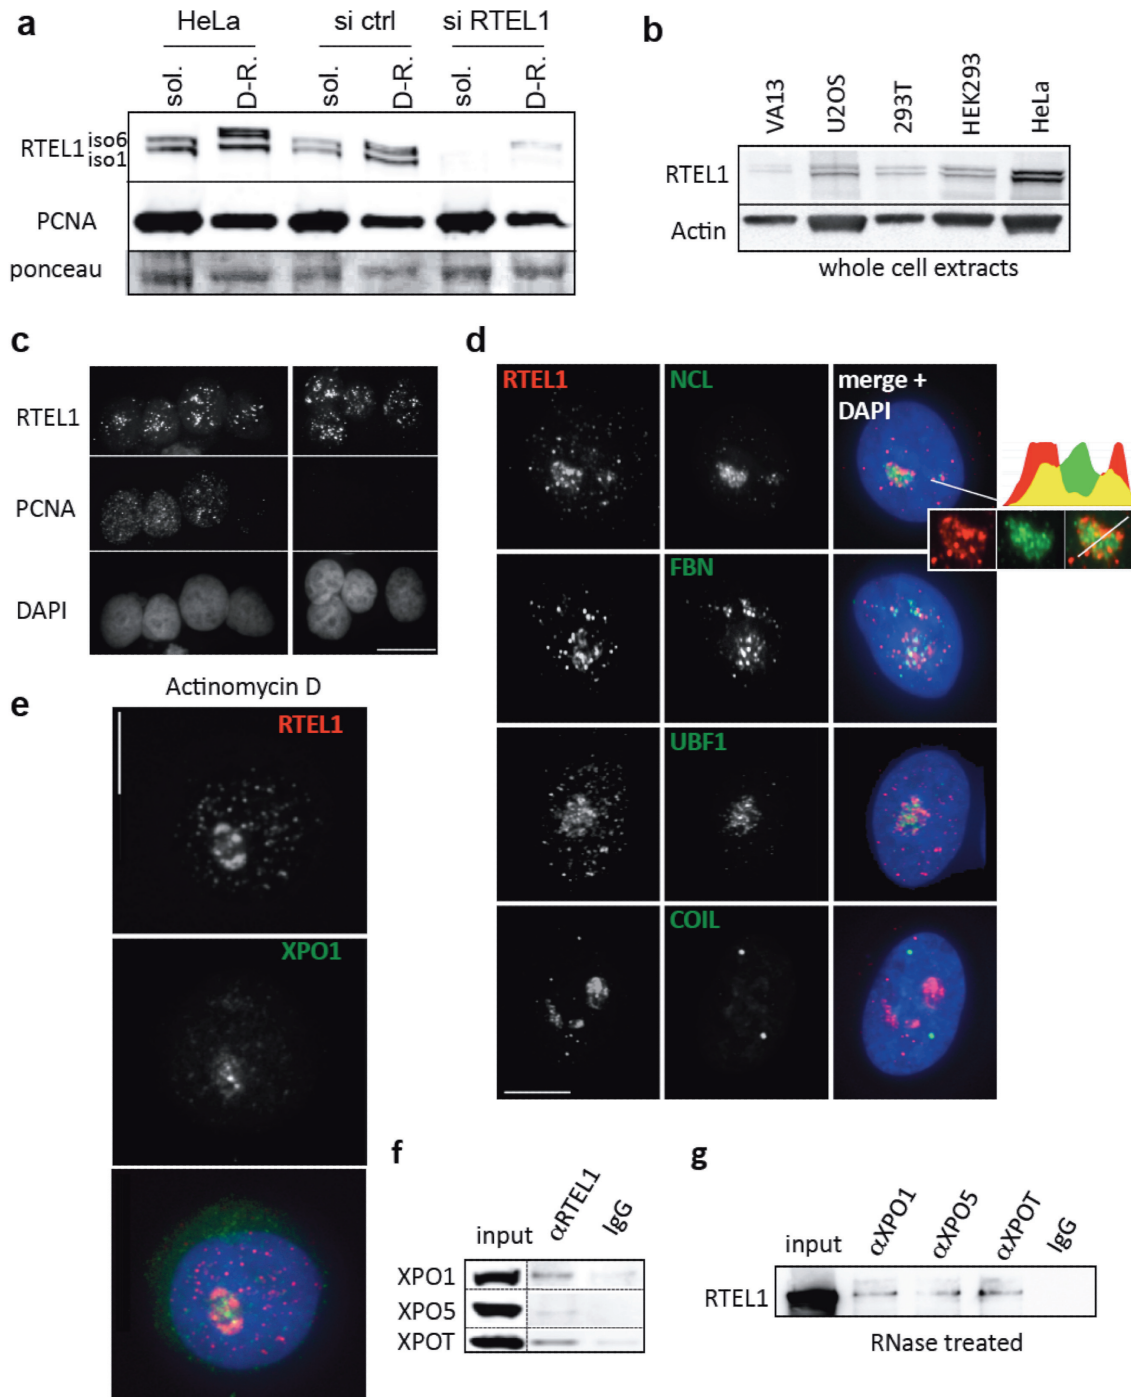 a
HeLa
si ctrl
si RTEL1
sol.
D-R.
sol.
D-R.
sol.
D-R.
RTEL1
iso6
iso1
PCNA
ponceau
b
VA13
U2OS
293T
HEK293
HeLa
RTEL1
Actin
whole cell extracts
c
RTEL1
PCNA
DAPI
d
RTEL1
NCL
merge +
DAPI
FBN
UBF1
COIL
e
Actinomycin D
RTEL1
XPO1
f
input
αRTEL1
IgG
XPO1
XPO5
XPOT
g
input
αXPO1
αXPO5
αXPOT
IgG
RTEL1
RNase treated